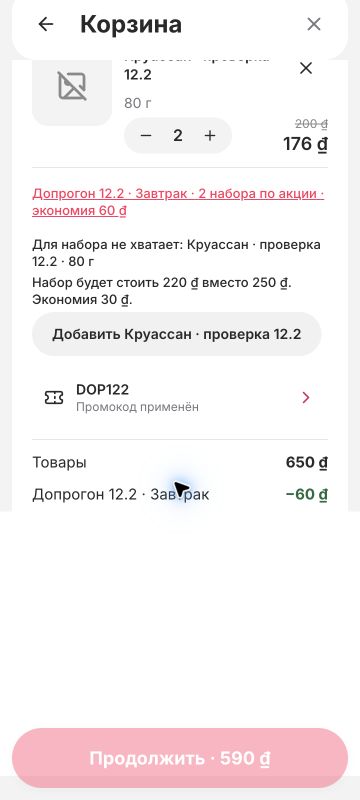 Корзина
Круассан · проверка
12.2
80 г
− 2 +
200 ₫
176 ₫
Допрогон 12.2 · Завтрак · 2 набора по акции ·
экономия 60 ₫
Для набора не хватает: Круассан · проверка
12.2 · 80 г
Набор будет стоить 220 ₫ вместо 250 ₫.
Экономия 30 ₫.
Добавить Круассан · проверка 12.2
DOP122
Промокод применён
Товары 650 ₫
Допрогон 12.2 · Завтрак −60 ₫
Продолжить · 590 ₫